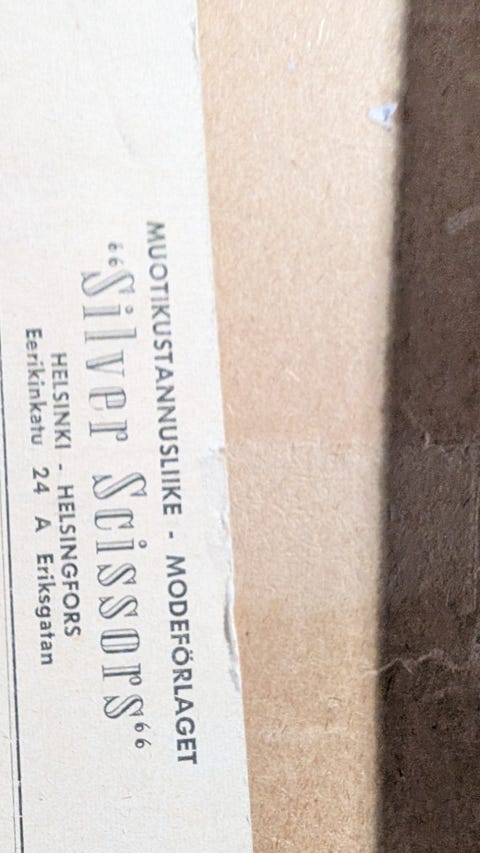 MUOTIKUSTANNUSLIIKE - MODEFÖRLAGET
“Silver Scissors“
HELSINKI - HELSINGFORS
Eerikinkatu 24 A Eriksgatan